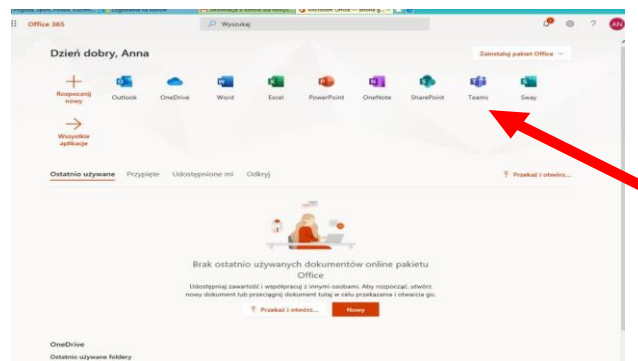 Office 365
Wyszukaj
?
AN
Dzień dobry, Anna
Zainstaluj pakiet Office
Rozpocznij nowy
Outlook
OneDrive
Word
Excel
PowerPoint
OneNote
SharePoint
Teams
Sway
Wszystkie aplikacje
Ostatnio używane
Przypięte
Udostępnione mi
Odkryj
Przekaż i otwórz...
Brak ostatnio używanych dokumentów online pakietu
Office
Udostępniaj zawartość i współpracuj z innymi osobami. Aby rozpocząć, utwórz
nowy dokument lub przeciągnij dokument tutaj w celu przekazania i otwarcia go.
Przekaż i otwórz...
Nowy
OneDrive
Ostatnio używane foldery